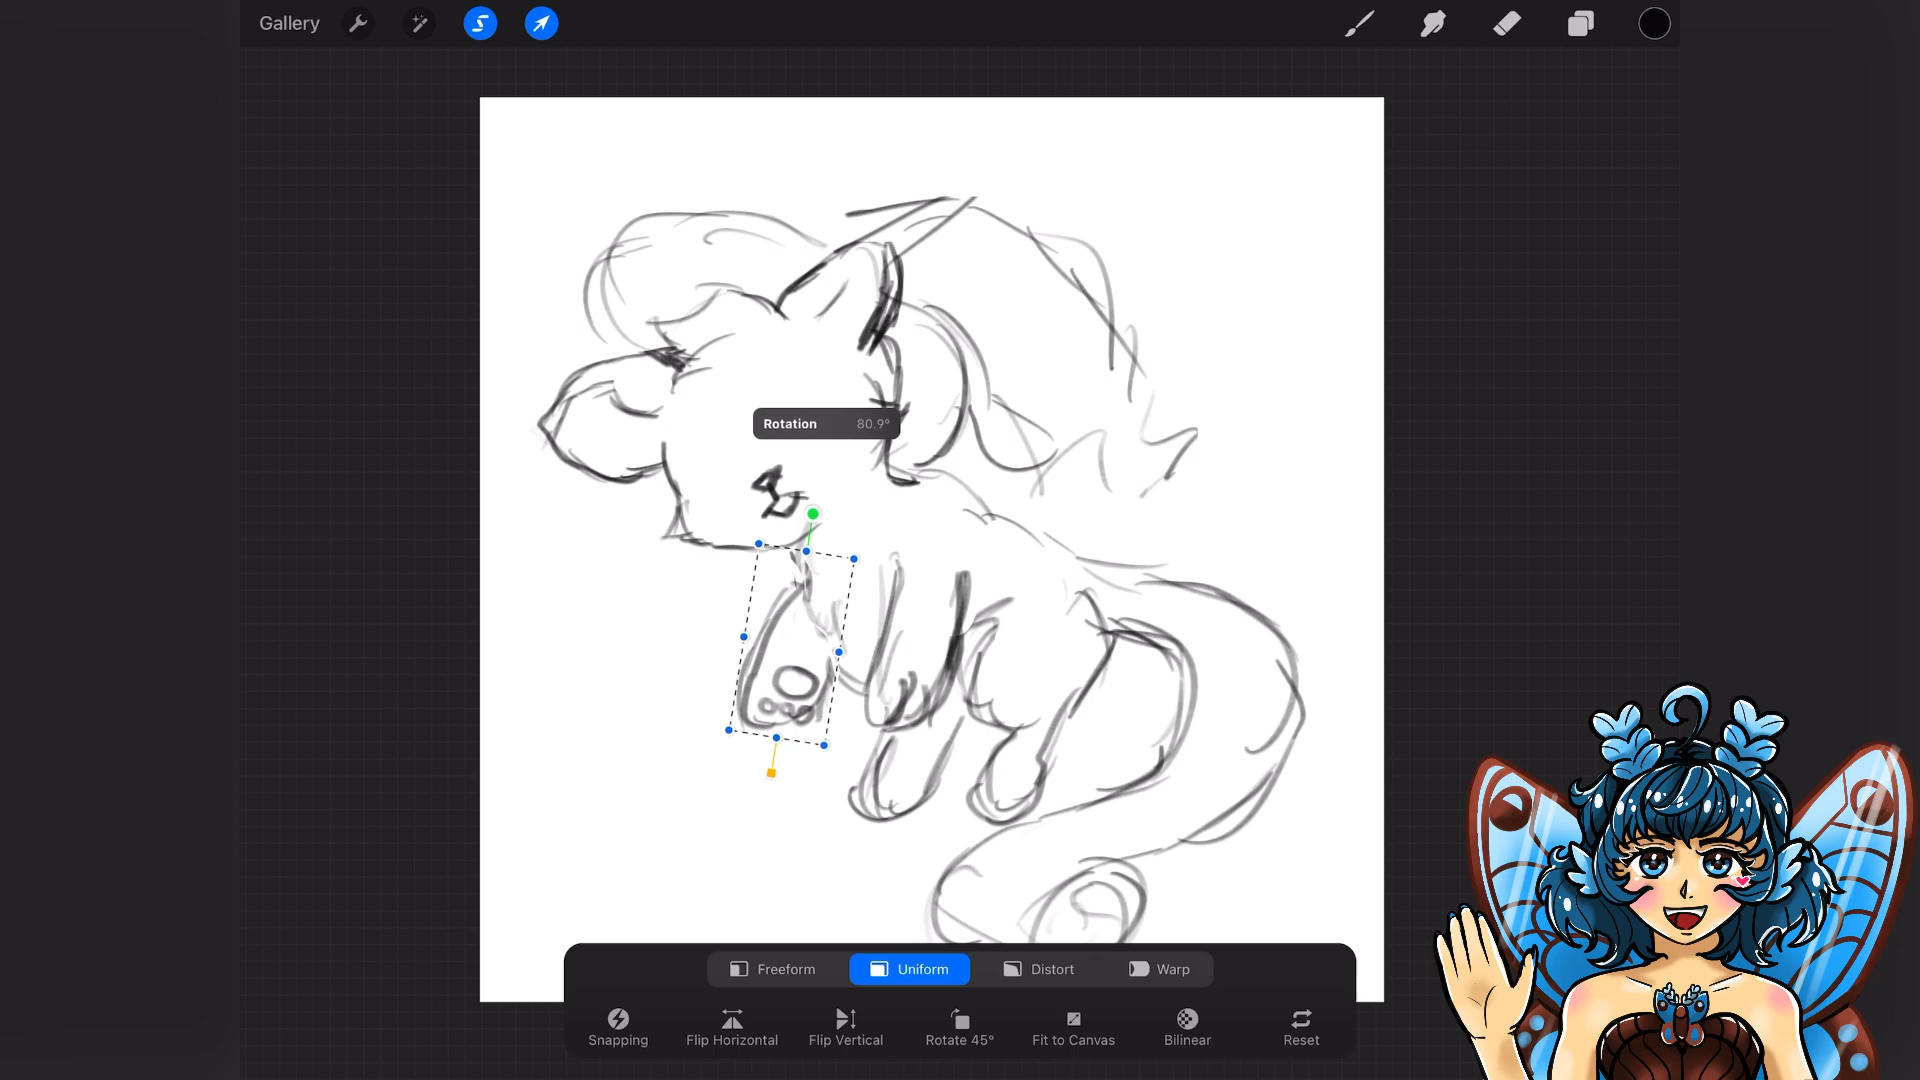 Gallery
Rotation 80.9°
Freeform Uniform Distort Warp
Snapping Flip Horizontal Flip Vertical Rotate 45° Fit to Canvas Bilinear Reset